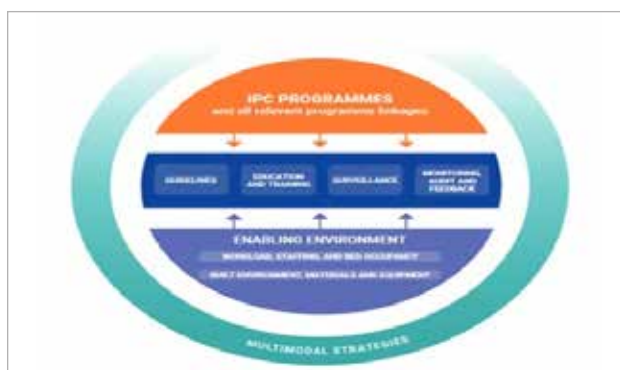 IPC PROGRAMMES
and all relevant programme linkages
GUIDELINES
EDUCATION
AND TRAINING
SURVEILLANCE
MONITORING,
AUDIT AND
FEEDBACK
ENABLING ENVIRONMENT
WORKLOAD, STAFFING, AND BED OCCUPANCY
BUILT ENVIRONMENT, MATERIALS AND EQUIPMENT
MULTIMODAL STRATEGIES